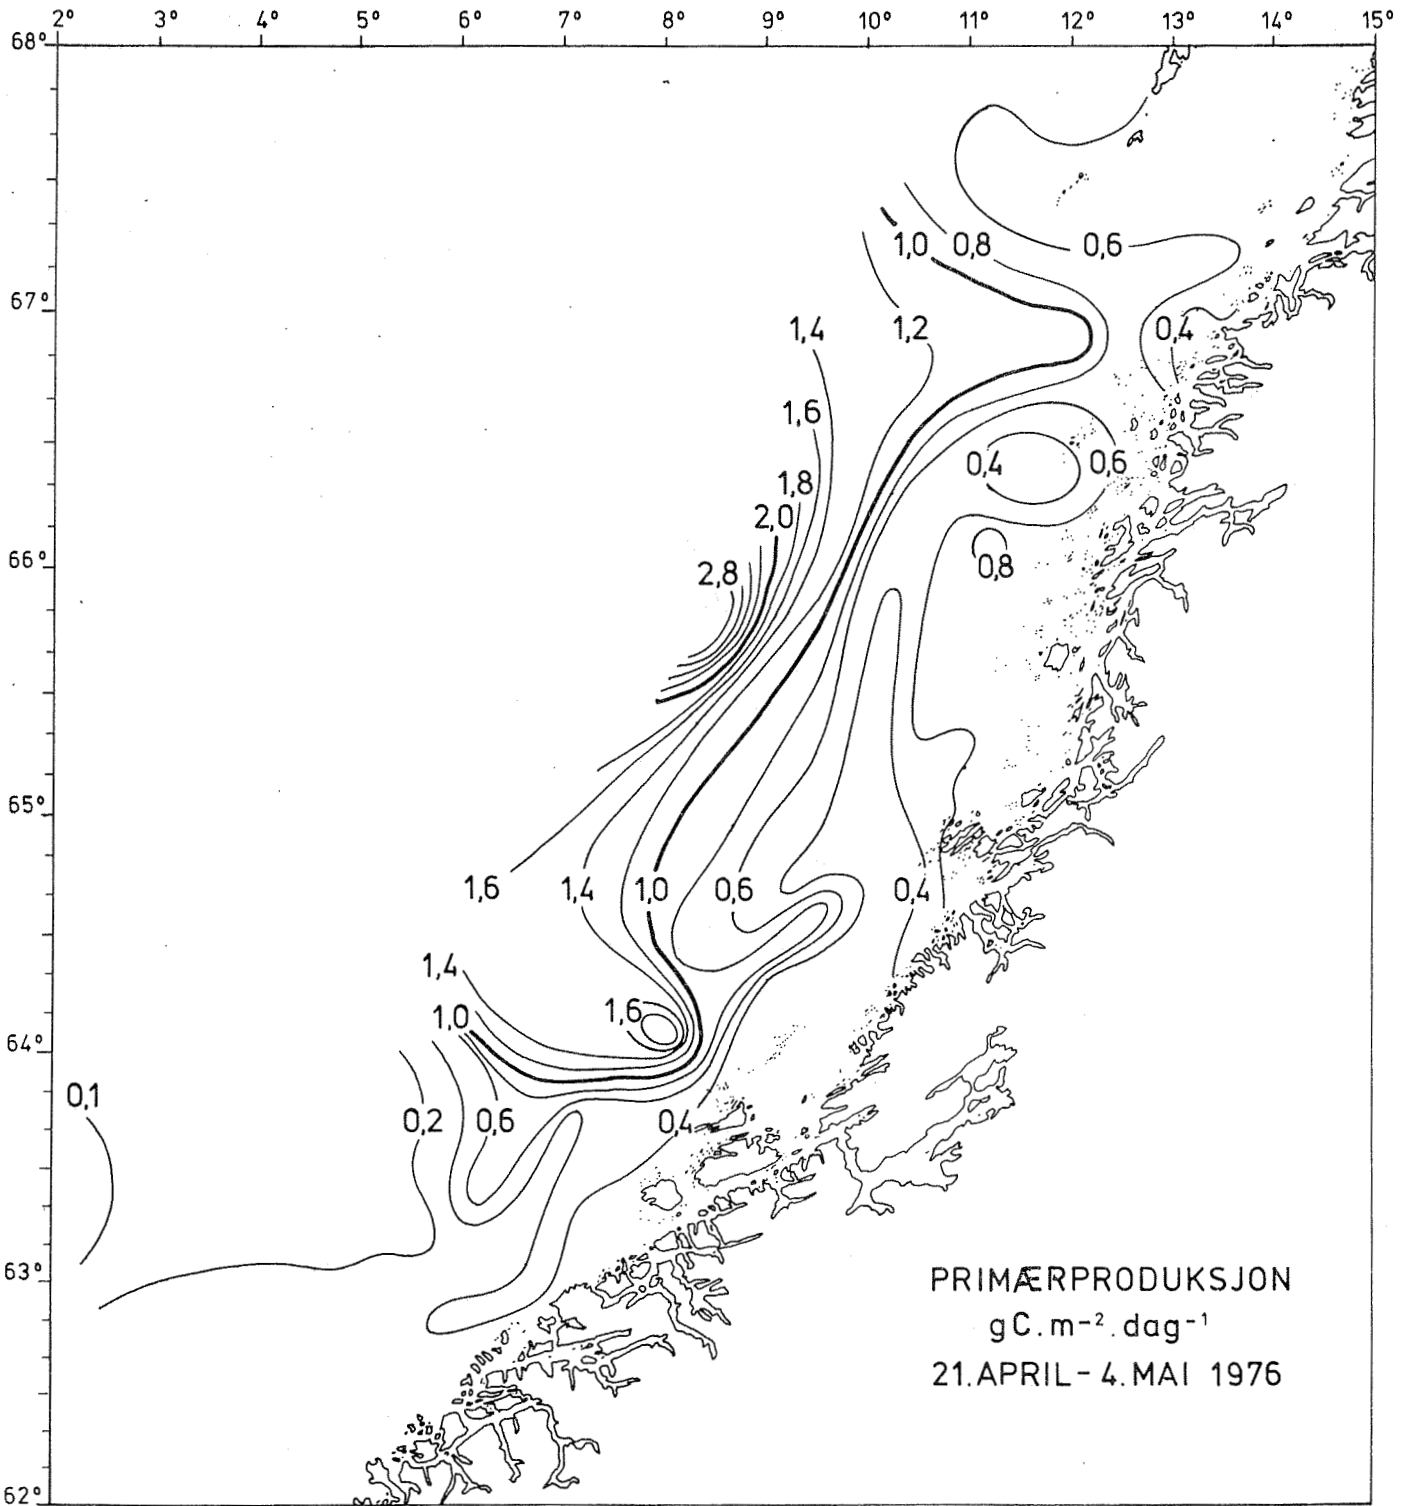 2° 3° 4° 5° 6° 7° 8° 9° 10° 11° 12° 13° 14° 15°
68°
1,0 0,8 0,6
67°
1,4 1,2 0,4
1,6
0,4 0,6
1,8
2,0
66°
2,8 0,8
65°
1,6 1,4 1,0 0,6 0,4
1,4
1,6
1,0
64°
0,1
0,2 0,6 0,4
63°
PRIMÆRPRODUKSJON
gC.m⁻².dag⁻¹
21.APRIL-4.MAI 1976
62°